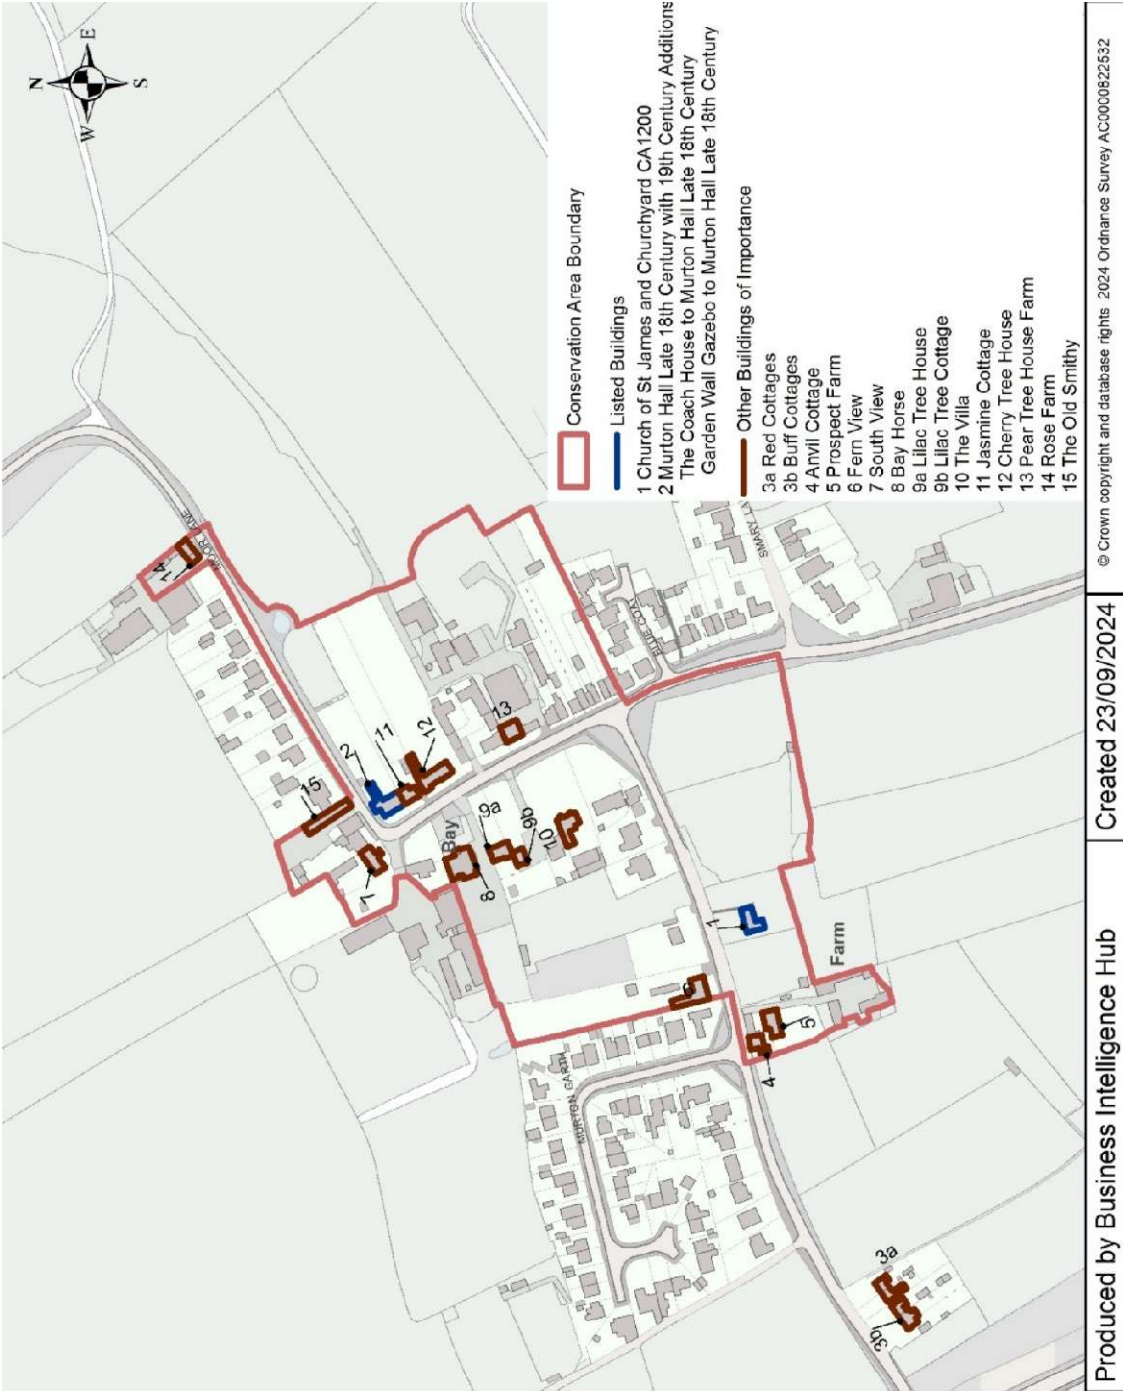 N
E
S
W
MOOR LANE
14
15
2
11
12
13
7
Bay
8
9a
9b
10
1
Farm
6
5
4
MURTON GARTH
3a
3b
Conservation Area Boundary
Listed Buildings
1 Church of St James and Churchyard CA1200
2 Murton Hall Late 18th Century with 19th Century Additions
The Coach House to Murton Hall Late 18th Century
Garden Wall Gazebo to Murton Hall Late 18th Century
Other Buildings of Importance
3a Red Cottages
3b Buff Cottages
4 Anvil Cottage
5 Prospect Farm
6 Fern View
7 South View
8 Bay Horse
9a Lilac Tree House
9b Lilac Tree Cottage
10 The Villa
11 Jasmine Cottage
12 Cherry Tree House
13 Pear Tree House Farm
14 Rose Farm
15 The Old Smithy
Produced by Business Intelligence Hub
Created 23/09/2024
© Crown copyright and database rights 2024 Ordnance Survey AC0000822532